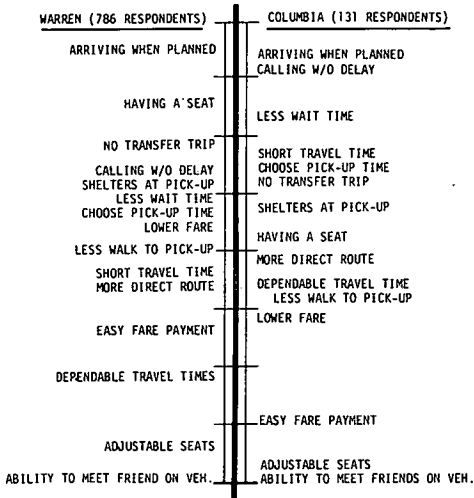 WARREN (786 RESPONDENTS)
ARRIVING WHEN PLANNED
HAVING A SEAT
NO TRANSFER TRIP
CALLING W/O DELAY
SHELTERS AT PICK-UP
LESS WAIT TIME
CHOOSE PICK-UP TIME
LOWER FARE
LESS WALK TO PICK-UP
SHORT TRAVEL TIME
MORE DIRECT ROUTE
EASY FARE PAYMENT
DEPENDABLE TRAVEL TIMES
ADJUSTABLE SEATS
ABILITY TO MEET FRIEND ON VEH.
COLUMBIA (131 RESPONDENTS)
ARRIVING WHEN PLANNED
CALLING W/O DELAY
LESS WAIT TIME
SHORT TRAVEL TIME
CHOOSE PICK-UP TIME
NO TRANSFER TRIP
SHELTERS AT PICK-UP
HAVING A SEAT
MORE DIRECT ROUTE
DEPENDABLE TRAVEL TIME
LESS WALK TO PICK-UP
LOWER FARE
EASY FARE PAYMENT
ADJUSTABLE SEATS
ABILITY TO MEET FRIENDS ON VEH.